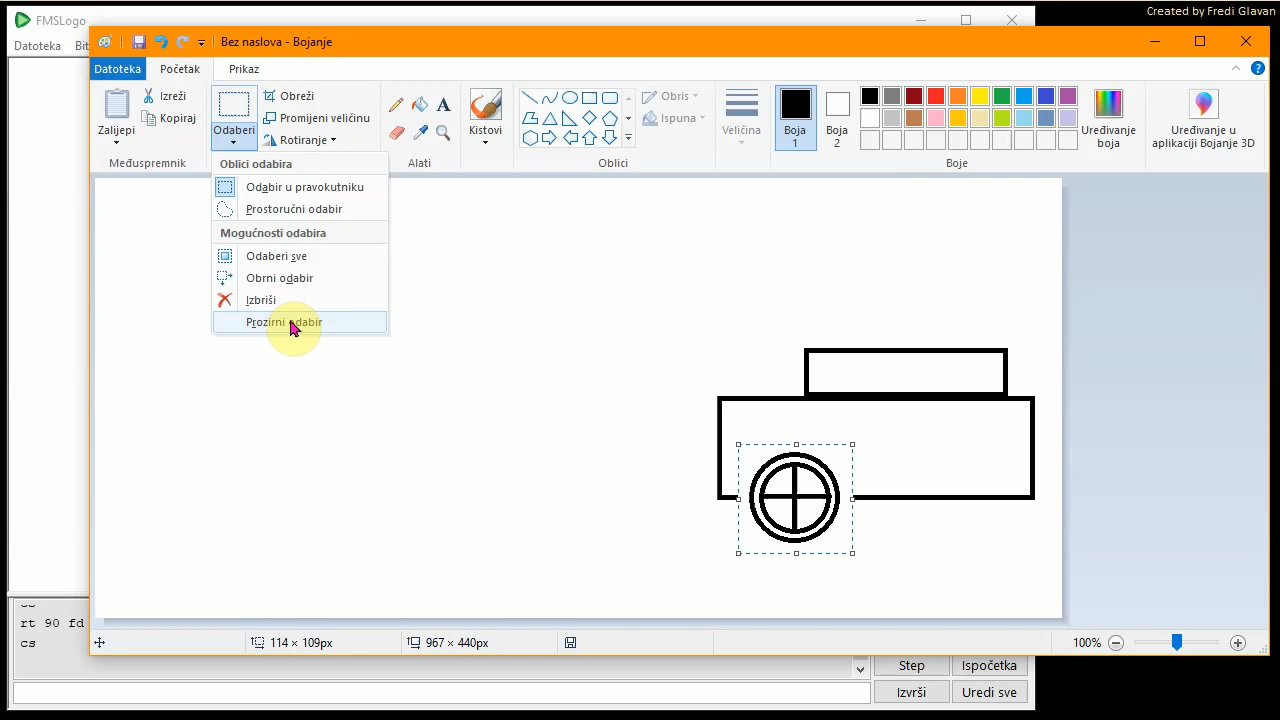 FMSLogo
Created by Fredi Glavan
Datoteka
Bez naslova - Bojanje
Datoteka Početak Prikaz
Zalijepi
Izreži
Kopiraj
Međuspremnik
Odaberi
Obreži
Promijeni veličinu
Rotiranje
Alati
Kistovi
Obris
Ispuna
Oblici
Veličina
Boja
1
Boja
2
Uređivanje
boja
Boje
Uređivanje u
aplikaciji Bojanje 3D
Oblici odabira
Odabir u pravokutniku
Prostoručni odabir
Mogućnosti odabira
Odaberi sve
Obrni odabir
Izbriši
Prozirni odabir
rt 90 fd
cs
114 × 109px
967 × 440px
100%
Step
Ispočetka
Izvrši
Uredi sve